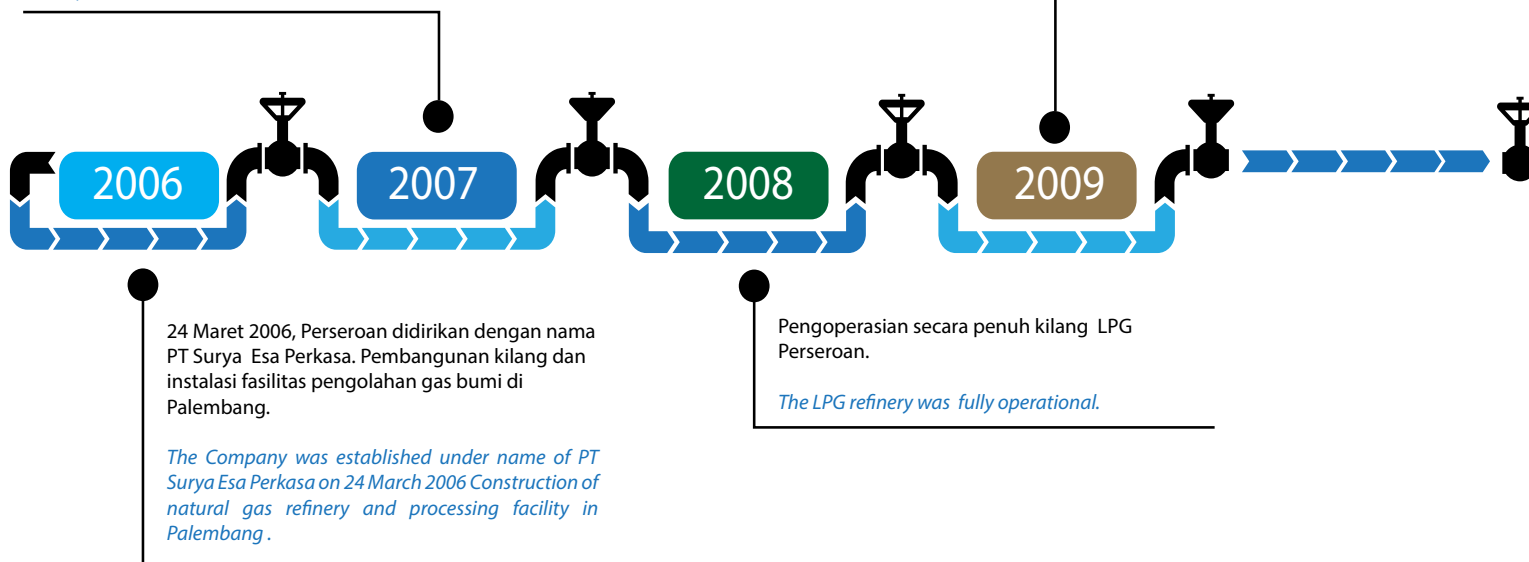 2006
2007
2008
2009
24 Maret 2006, Perseroan didirikan dengan nama
PT Surya Esa Perkasa. Pembangunan kilang dan
instalasi fasilitas pengolahan gas bumi di
Palembang.
The Company was established under name of PT
Surya Esa Perkasa on 24 March 2006 Construction of
natural gas refinery and processing facility in
Palembang .
Pengoperasian secara penuh kilang LPG
Perseroan.
The LPG refinery was fully operational.